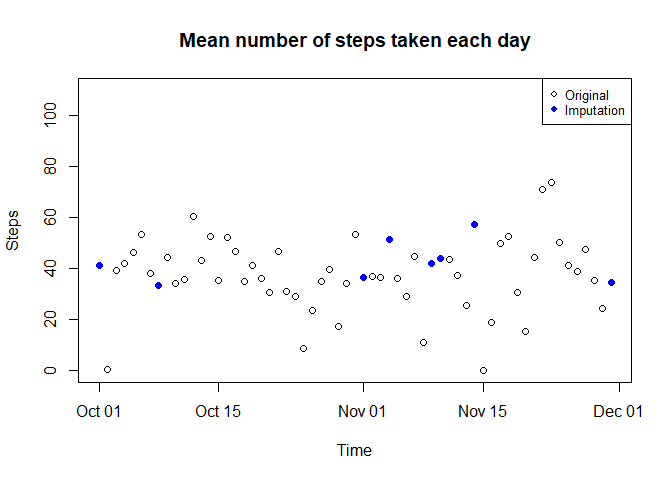 Mean number of steps taken each day
Original
Imputation
100
80
60
40
20
0
Steps
Oct 01
Oct 15
Nov 01
Nov 15
Dec 01
Time